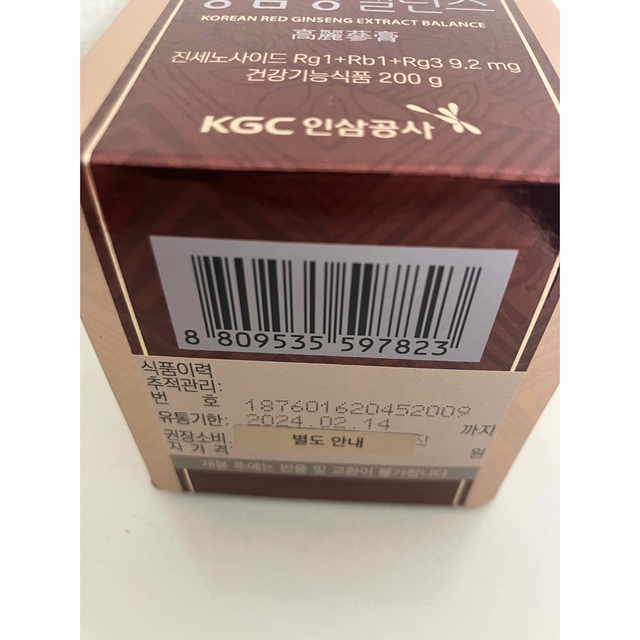 KOREAN RED GINSENG EXTRACT BALANCE
高麗蔘膏
진세노사이드 Rg1+Rb1+Rg3 9.2 mg
건강기능식품 200 g
KGC 인삼공사
8 809535 597823
식품이력
추적관리
번 호 : 187601620452009
유통기한: 2024.02.14 까지
권장소비
자 가 격 별도 안내 원
개봉 후에는 반품 및 교환이 불가합니다